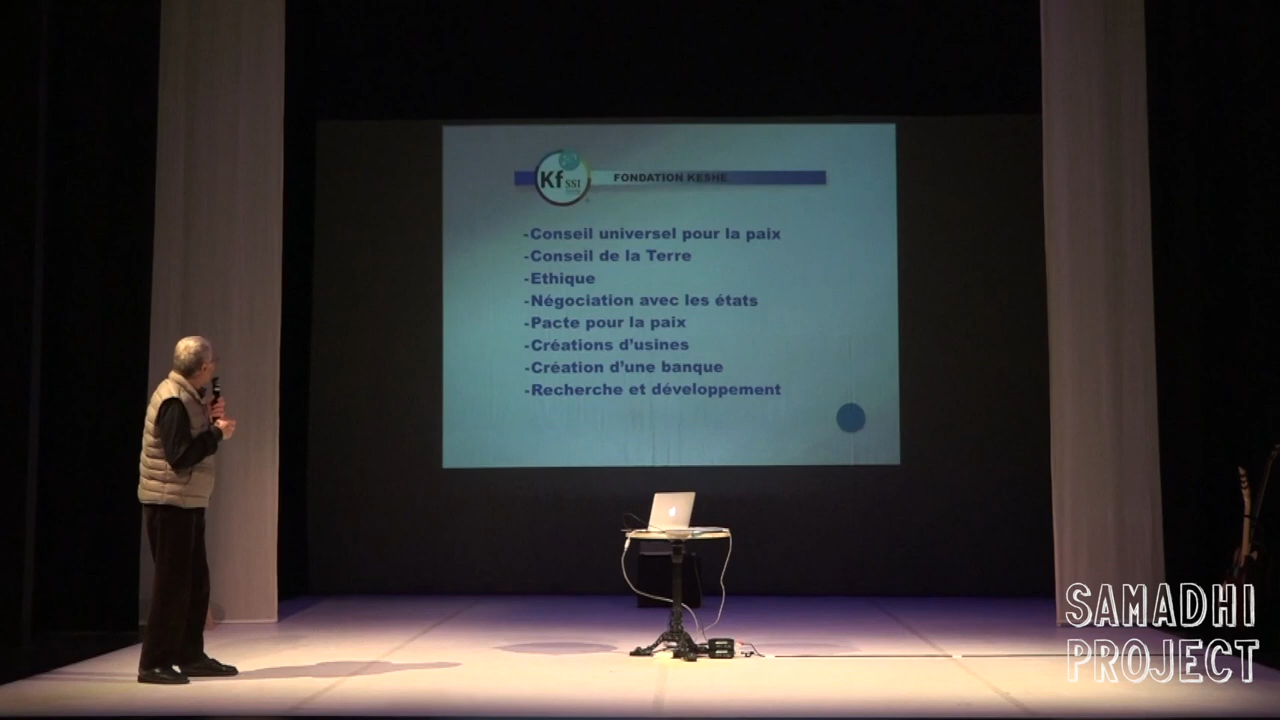 Kf SSI
FONDATION KESHE
-Conseil universel pour la paix
-Conseil de la Terre
-Ethique
-Négociation avec les états
-Pacte pour la paix
-Créations d'usines
-Création d'une banque
-Recherche et développement
SAMADHI
PROJECT